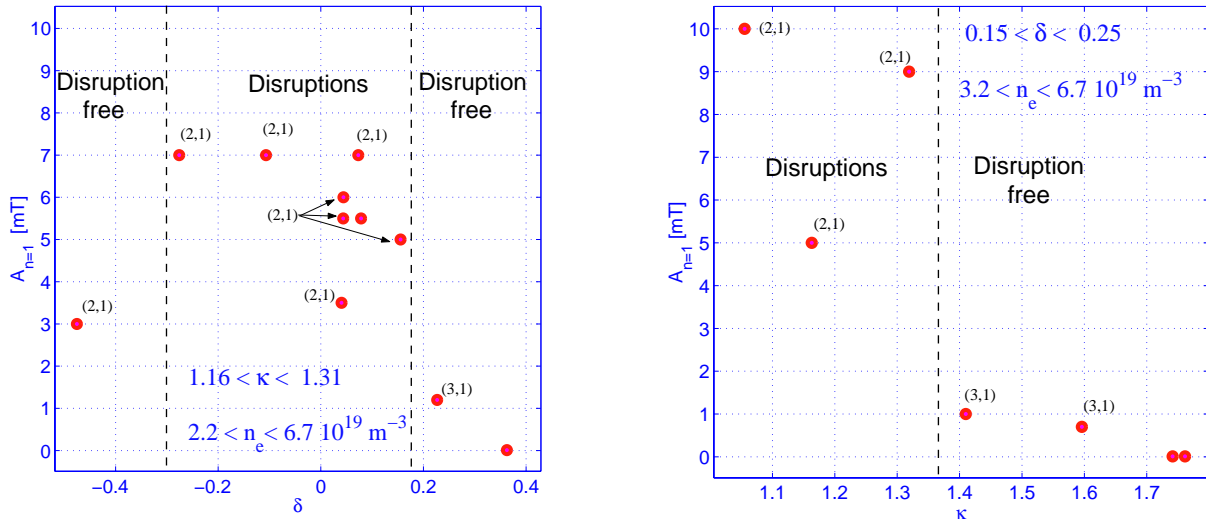 10
9
8
7
6
5
4
3
2
1
0
A_{n=1} [mT]
Disruption
free
Disruptions
Disruption
free
(2,1)
(2,1)
(2,1)
(2,1)
(2,1)
(2,1)
(3,1)
1.16 < κ < 1.31
2.2 < n_e < 6.7 10^{19} m^{−3}
−0.4
−0.2
0
0.2
0.4
δ
10
9
8
7
6
5
4
3
2
1
0
A_{n=1} [mT]
(2,1)
(2,1)
0.15 < δ < 0.25
3.2 < n_e < 6.7 10^{19} m^{−3}
Disruptions
Disruption
free
(2,1)
(3,1)
(3,1)
1.1
1.2
1.3
1.4
1.5
1.6
1.7
κ